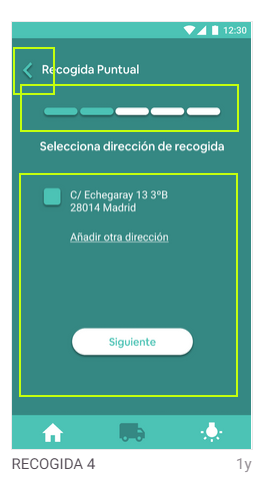 12:30
Recogida Puntual
Selecciona dirección de recogida
C/ Echegaray 13 3ºB
28014 Madrid
Añadir otra dirección
Siguiente
RECOGIDA 4
1y